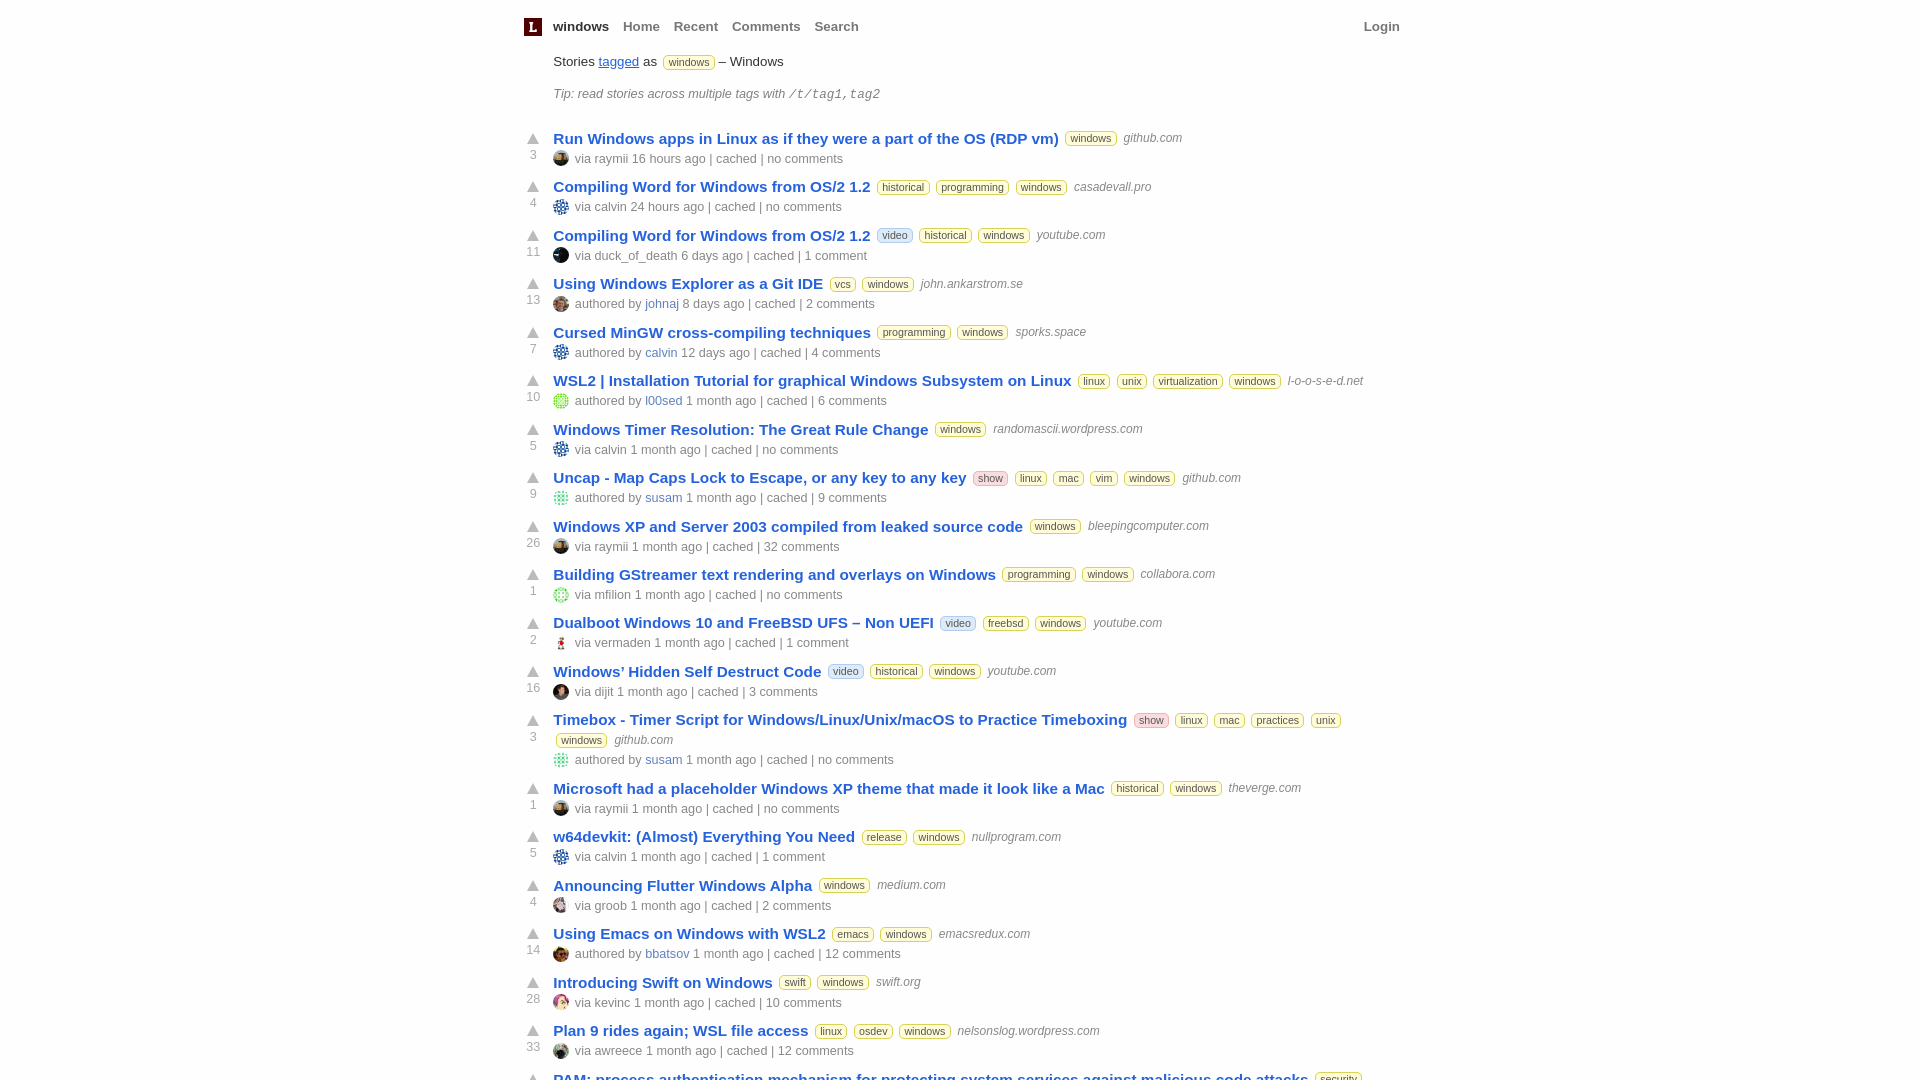 L windows Home Recent Comments Search Login
Stories tagged as windows – Windows
Tip: read stories across multiple tags with /t/tag1,tag2
Run Windows apps in Linux as if they were a part of the OS (RDP vm) windows github.com
3 via raymii 16 hours ago | cached | no comments
Compiling Word for Windows from OS/2 1.2 historical programming windows casadevall.pro
4 via calvin 24 hours ago | cached | no comments
Compiling Word for Windows from OS/2 1.2 video historical windows youtube.com
11 via duck_of_death 6 days ago | cached | 1 comment
Using Windows Explorer as a Git IDE vcs windows john.ankarstrom.se
13 authored by johnaj 8 days ago | cached | 2 comments
Cursed MinGW cross-compiling techniques programming windows sporks.space
7 authored by calvin 12 days ago | cached | 4 comments
WSL2 | Installation Tutorial for graphical Windows Subsystem on Linux linux unix virtualization windows l-o-o-s-e-d.net
10 authored by l00sed 1 month ago | cached | 6 comments
Windows Timer Resolution: The Great Rule Change windows randomascii.wordpress.com
5 via calvin 1 month ago | cached | no comments
Uncap - Map Caps Lock to Escape, or any key to any key show linux mac vim windows github.com
9 authored by susam 1 month ago | cached | 9 comments
Windows XP and Server 2003 compiled from leaked source code windows bleepingcomputer.com
26 via raymii 1 month ago | cached | 32 comments
Building GStreamer text rendering and overlays on Windows programming windows collabora.com
1 via mfilion 1 month ago | cached | no comments
Dualboot Windows 10 and FreeBSD UFS – Non UEFI video freebsd windows youtube.com
2 via vermaden 1 month ago | cached | 1 comment
Windows’ Hidden Self Destruct Code video historical windows youtube.com
16 via dijit 1 month ago | cached | 3 comments
Timebox - Timer Script for Windows/Linux/Unix/macOS to Practice Timeboxing show linux mac practices unix
3 windows github.com
authored by susam 1 month ago | cached | no comments
Microsoft had a placeholder Windows XP theme that made it look like a Mac historical windows theverge.com
1 via raymii 1 month ago | cached | no comments
w64devkit: (Almost) Everything You Need release windows nullprogram.com
5 via calvin 1 month ago | cached | 1 comment
Announcing Flutter Windows Alpha windows medium.com
4 via groob 1 month ago | cached | 2 comments
Using Emacs on Windows with WSL2 emacs windows emacsredux.com
14 authored by bbatsov 1 month ago | cached | 12 comments
Introducing Swift on Windows swift windows swift.org
28 via kevinc 1 month ago | cached | 10 comments
Plan 9 rides again; WSL file access linux osdev windows nelsonslog.wordpress.com
33 via awreece 1 month ago | cached | 12 comments
PAM: process authentication mechanism for protecting system services against malicious code attacks security